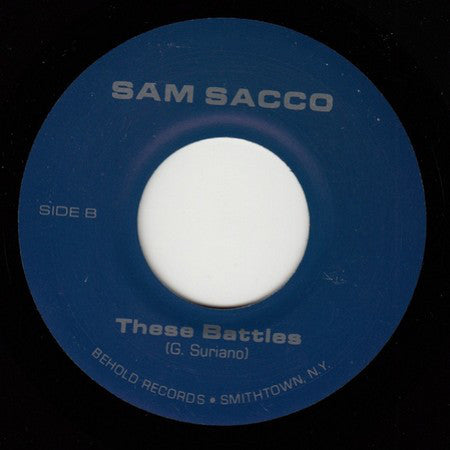 SAM SACCO
SIDE B
These Battles
(G. Suriano)
BEHOLD RECORDS • SMITHTOWN, N.Y.